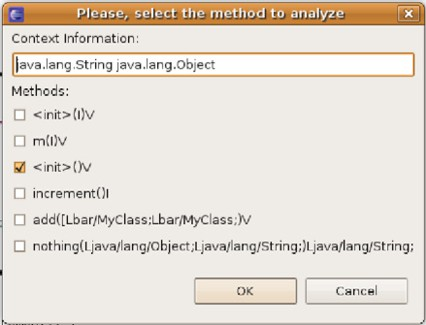 Please, select the method to analyze
Context Information:
java.lang.String java.lang.Object
Methods:
<init>(I)V
m(I)V
<init>()V
increment()I
add([Lbar/MyClass;Lbar/MyClass;)V
nothing(Ljava/lang/Object;Ljava/lang/String;)Ljava/lang/String;
OK Cancel